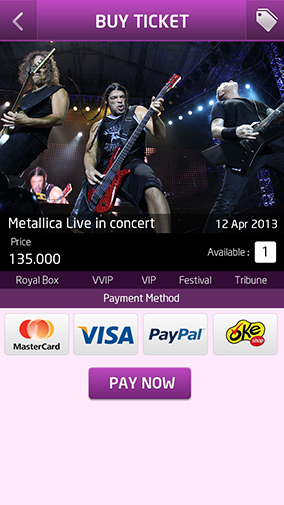 BUY TICKET
Metallica Live in concert 12 Apr 2013
Price
135.000 Available : 1
Royal Box VVIP VIP Festival Tribune
Payment Method
MasterCard VISA PayPal oke shop
PAY NOW